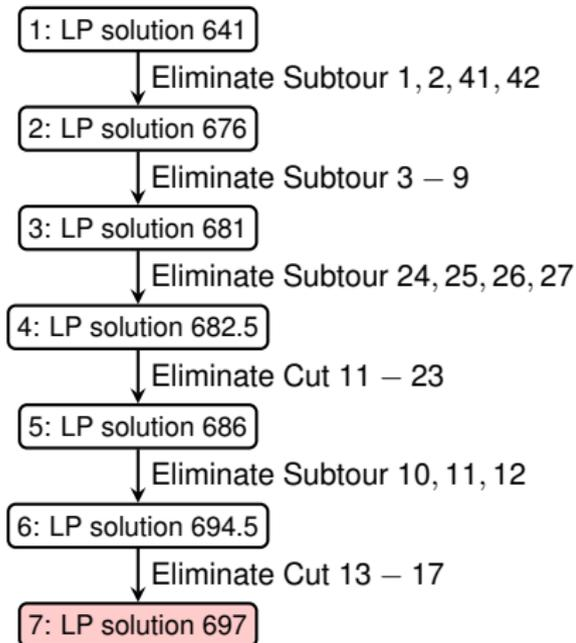 1: LP solution 641
Eliminate Subtour 1, 2, 41, 42
2: LP solution 676
Eliminate Subtour 3 − 9
3: LP solution 681
Eliminate Subtour 24, 25, 26, 27
4: LP solution 682.5
Eliminate Cut 11 − 23
5: LP solution 686
Eliminate Subtour 10, 11, 12
6: LP solution 694.5
Eliminate Cut 13 − 17
7: LP solution 697